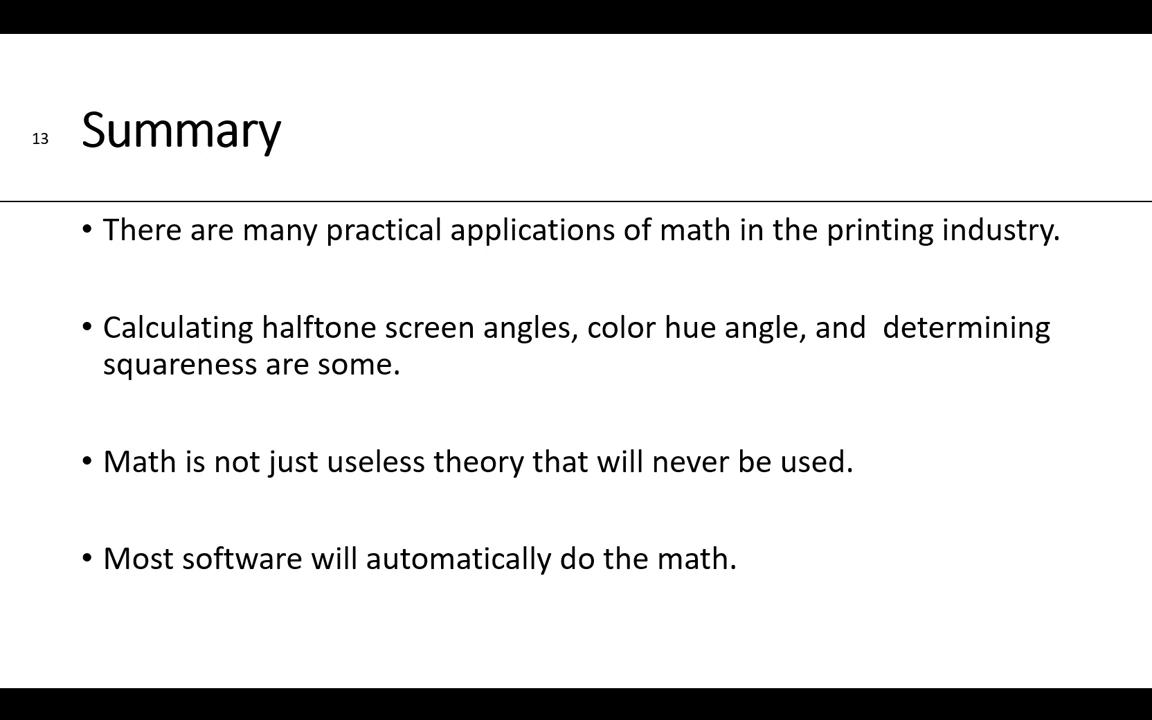 13
Summary
• There are many practical applications of math in the printing industry.
• Calculating halftone screen angles, color hue angle, and  determining
squareness are some.
• Math is not just useless theory that will never be used.
• Most software will automatically do the math.